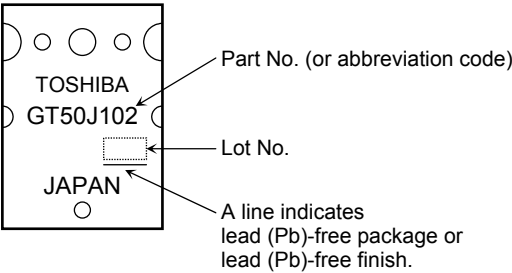 TOSHIBA
GT50J102
JAPAN
Part No. (or abbreviation code)
Lot No.
A line indicates
lead (Pb)-free package or
lead (Pb)-free finish.